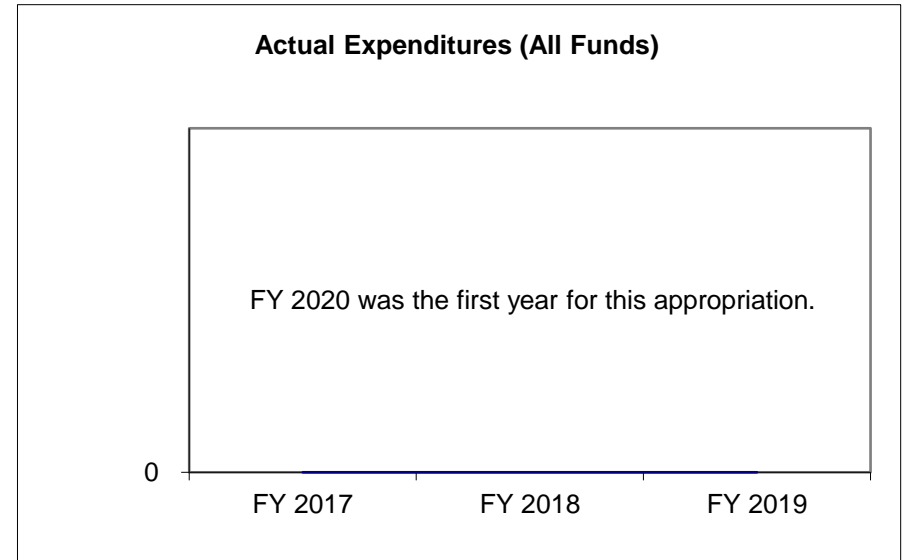 Actual Expenditures (All Funds)
FY 2020 was the first year for this appropriation.
0
FY 2017 FY 2018 FY 2019